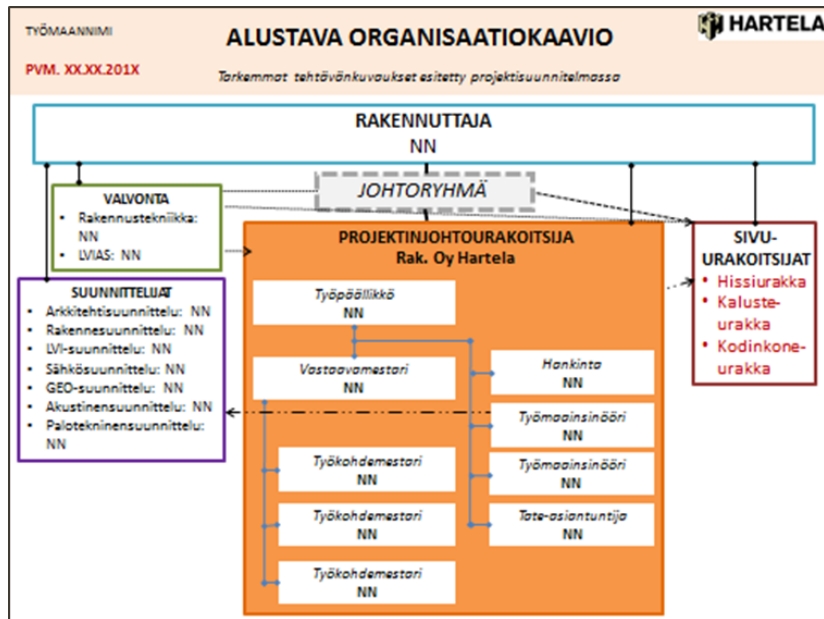 TYÖMAANNIMI
PVM. XX.XX.201X
ALUSTAVA ORGANISAATIOKAAVIO
Tarkemmat tehtävänkuvaukset esitetty projektisuunnitelmassa
HARTELA
RAKENNUTTAJA
NN
JOHTORYHMÄ
VALVONTA
• Rakennustekniikka:
NN
• LVIAS: NN
SUUNNITTELIJAT
• Arkkitehtisuunnittelu: NN
• Rakennesuunnittelu: NN
• LVI-suunnittelu: NN
• Sähkösuunnittelu: NN
• GEO-suunnittelu: NN
• Akustinensuunnittelu: NN
• Palotekninensuunnittelu:
NN
PROJEKTINJOHTOURAKOITSIJA
Rak. Oy Hartela
Työpäällikkö
NN
Vastaavamestari
NN
Työkohdemestari
NN
Työkohdemestari
NN
Työkohdemestari
NN
Hankinta
NN
Työmaainsinööri
NN
Työmaainsinööri
NN
Tate-asiantuntija
NN
SIVU-
URAKOITSIJAT
• Hissiurakka
• Kaluste-
urakka
• Kodinkone-
urakka